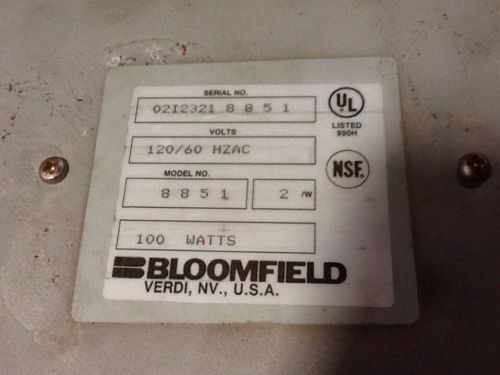 SERIAL NO.
02I2321 8 8 5 1
UL
LISTED
990H
VOLTS
120/60 HZAC
NSF.
MODEL NO.
8 8 5 1 2 /W
100 WATTS
BLOOMFIELD
VERDI, NV., U.S.A.